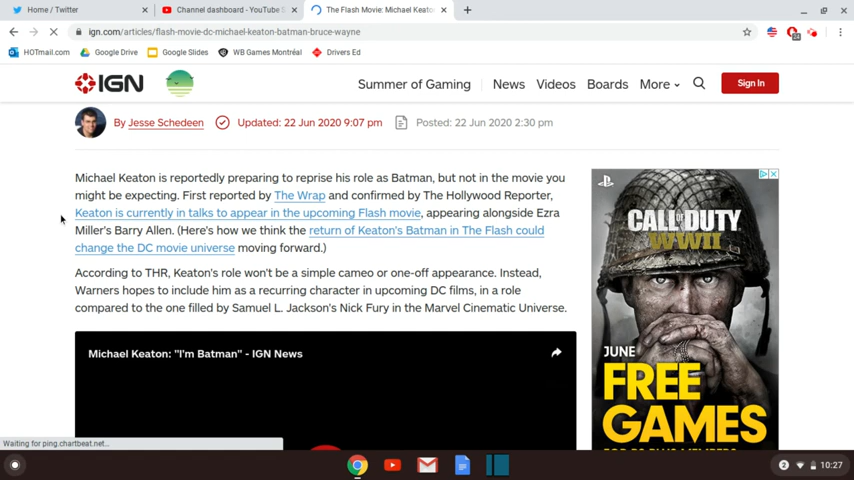 Home / Twitter
Channel dashboard - YouTube S
The Flash Movie: Michael Keaton
ign.com/articles/flash-movie-dc-michael-keaton-batman-bruce-wayne
HOTmail.com
Google Drive
Google Slides
WB Games Montréal
Drivers Ed
IGN
Summer of Gaming
News
Videos
Boards
More
Sign In
By Jesse Schedeen
Updated: 22 Jun 2020 9:07 pm
Posted: 22 Jun 2020 2:30 pm
Michael Keaton is reportedly preparing to reprise his role as Batman, but not in the movie you
might be expecting. First reported by The Wrap and confirmed by The Hollywood Reporter,
Keaton is currently in talks to appear in the upcoming Flash movie, appearing alongside Ezra
Miller's Barry Allen. (Here's how we think the return of Keaton's Batman in The Flash could
change the DC movie universe moving forward.)
According to THR, Keaton's role won't be a simple cameo or one-off appearance. Instead,
Warners hopes to include him as a recurring character in upcoming DC films, in a role
compared to the one filled by Samuel L. Jackson's Nick Fury in the Marvel Cinematic Universe.
Michael Keaton: "I'm Batman" - IGN News
CALL OF DUTY
WWII
JUNE
FREE
GAMES
FOR PS PLUS MEMBERS
Waiting for ping.chartbeat.net...
2
10:27